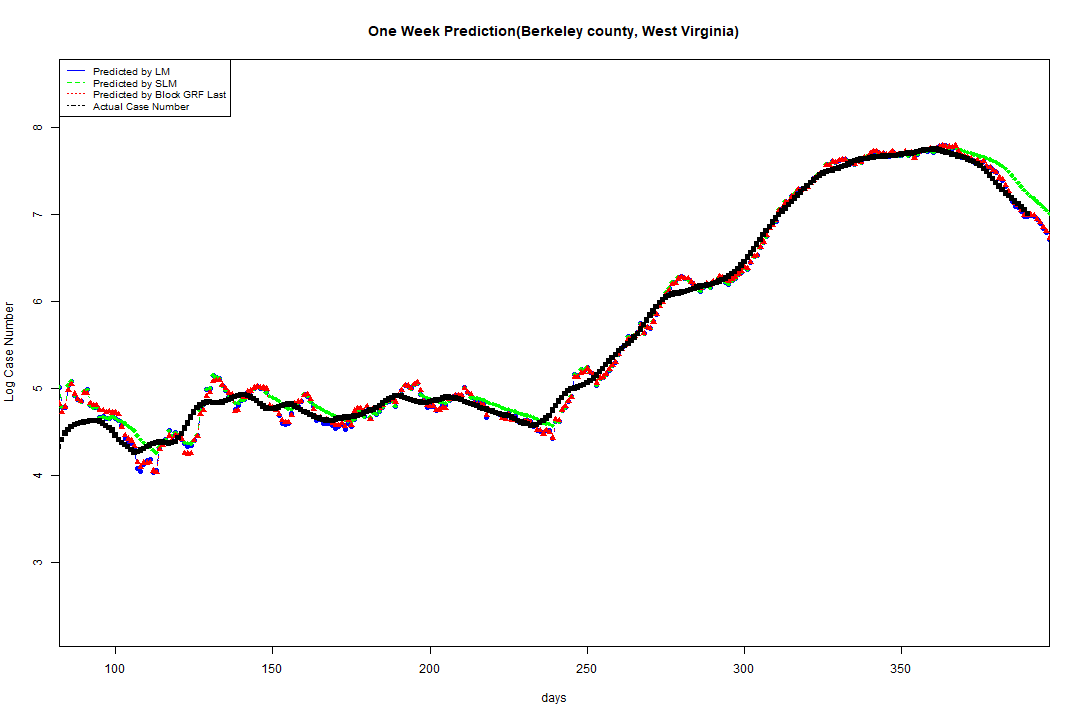 One Week Prediction(Berkeley county, West Virginia)
Predicted by LM
Predicted by SLM
Predicted by Block GRF Last
Actual Case Number
8
7
6
5
4
3
Log Case Number
100 150 200 250 300 350
days